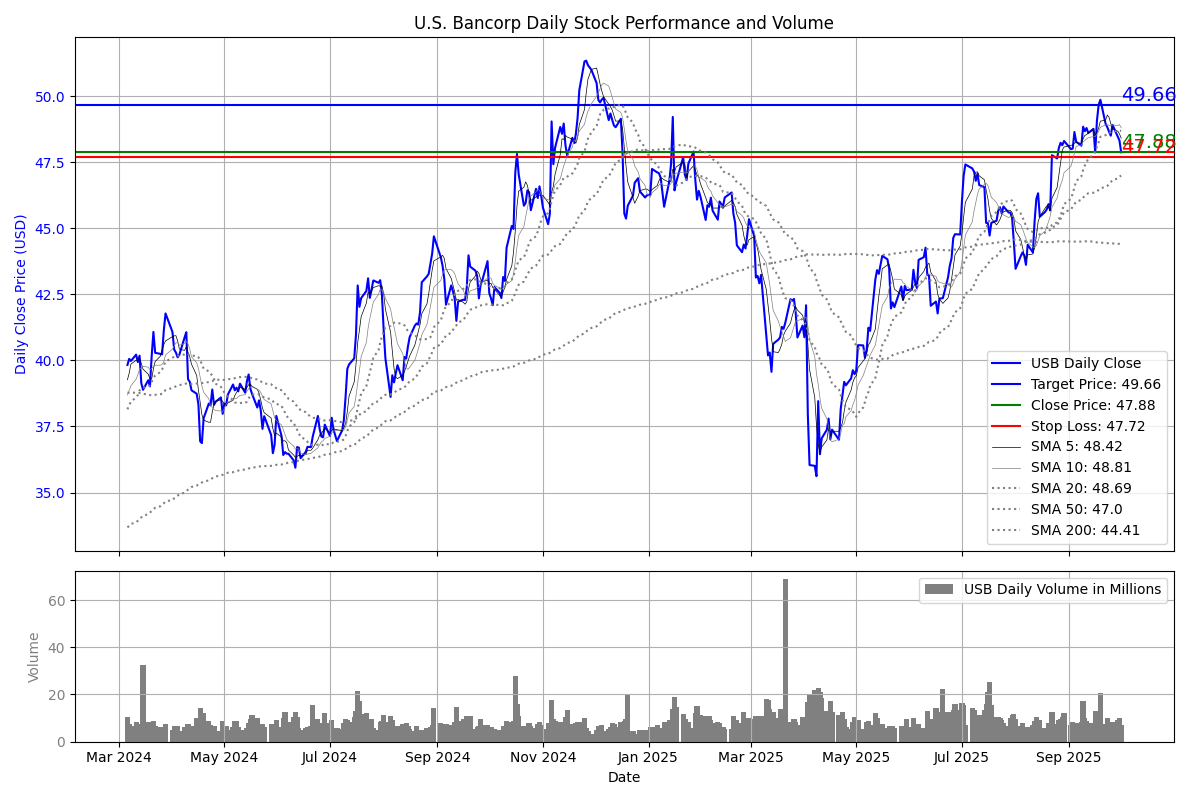 U.S. Bancorp Daily Stock Performance and Volume
Daily Close Price (USD)
50.0
47.5
45.0
42.5
40.0
37.5
35.0
49.66
47.88
47.72
USB Daily Close
Target Price: 49.66
Close Price: 47.88
Stop Loss: 47.72
SMA 5: 48.42
SMA 10: 48.81
SMA 20: 48.69
SMA 50: 47.0
SMA 200: 44.41
Volume
60
40
20
0
USB Daily Volume in Millions
Mar 2024 May 2024 Jul 2024 Sep 2024 Nov 2024 Jan 2025 Mar 2025 May 2025 Jul 2025 Sep 2025
Date